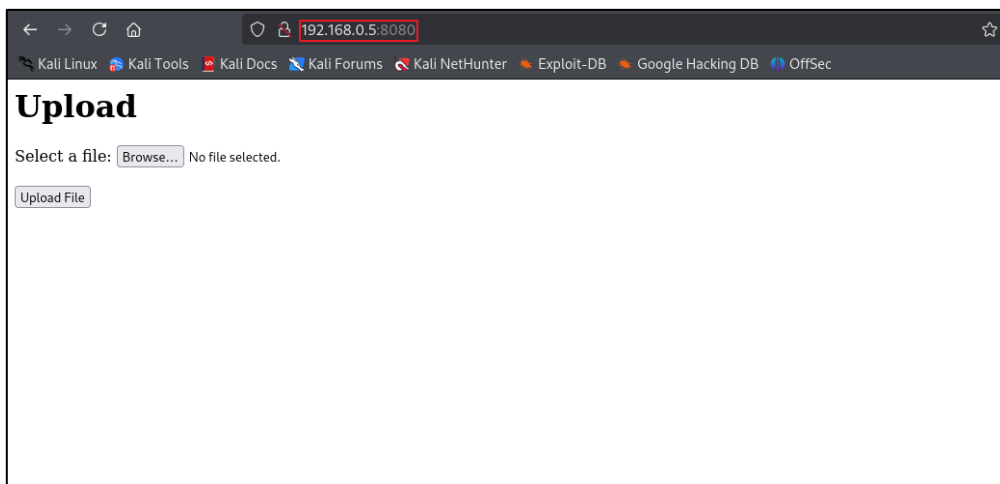 192.168.0.5:8080
Kali Linux Kali Tools Kali Docs Kali Forums Kali NetHunter Exploit-DB Google Hacking DB OffSec
Upload
Select a file: Browse... No file selected.
Upload File